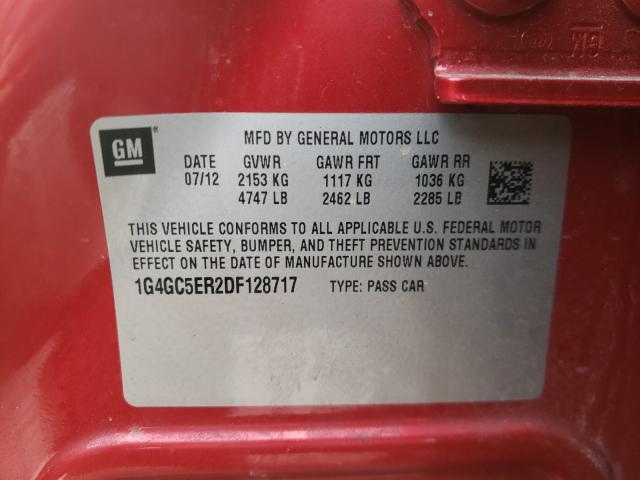 GM
MFD BY GENERAL MOTORS LLC
DATE GVWR GAWR FRT GAWR RR
07/12 2153 KG 1117 KG 1036 KG
4747 LB 2462 LB 2285 LB
THIS VEHICLE CONFORMS TO ALL APPLICABLE U.S. FEDERAL MOTOR
VEHICLE SAFETY, BUMPER, AND THEFT PREVENTION STANDARDS IN
EFFECT ON THE DATE OF MANUFACTURE SHOWN ABOVE.
1G4GC5ER2DF128717 TYPE: PASS CAR